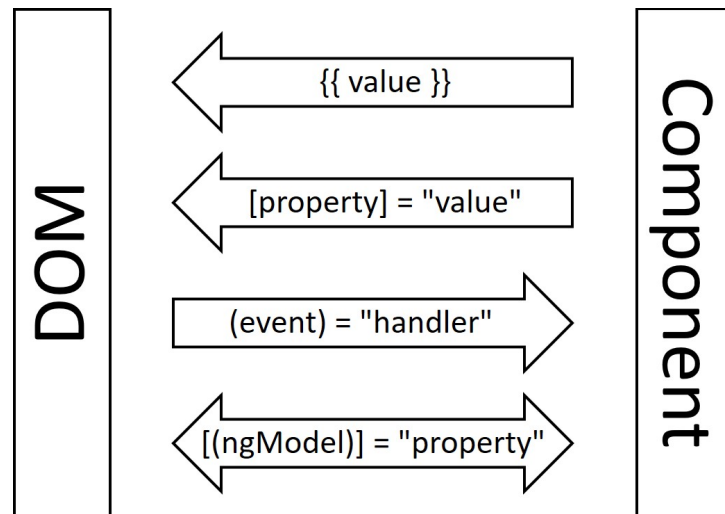 DOM
{{ value }}
[property] = "value"
(event) = "handler"
[(ngModel)] = "property"
Component